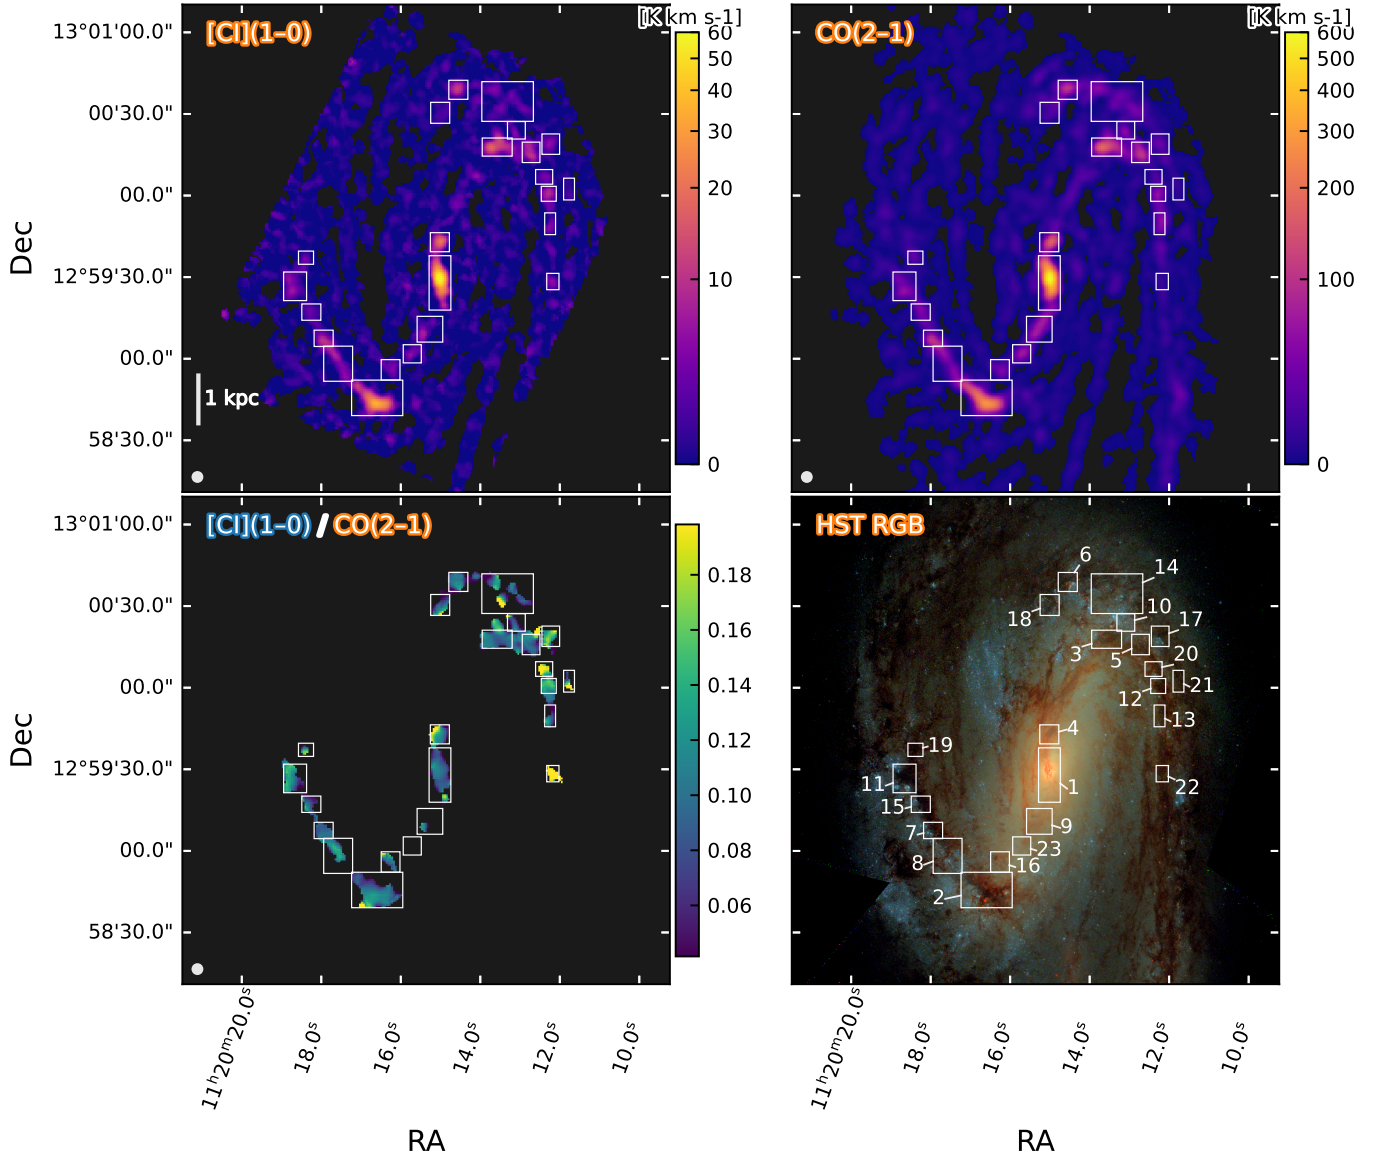 [CI](1–0)
[K km s-1]
CO(2–1)
[K km s-1]
13°01'00.0"
00'30.0"
00.0"
12°59'30.0"
00.0"
58'30.0"
Dec
1 kpc
60
50
40
30
20
10
0
600
500
400
300
200
100
0
[CI](1–0) / CO(2–1)
HST RGB
13°01'00.0"
00'30.0"
00.0"
12°59'30.0"
00.0"
58'30.0"
Dec
0.18
0.16
0.14
0.12
0.10
0.08
0.06
6
14
18
10
17
3
5
20
12
21
13
4
19
11
1
22
15
7
9
23
8
16
2
11ʰ20ᵐ20.0ˢ
18.0ˢ
16.0ˢ
14.0ˢ
12.0ˢ
10.0ˢ
11ʰ20ᵐ20.0ˢ
18.0ˢ
16.0ˢ
14.0ˢ
12.0ˢ
10.0ˢ
RA
RA